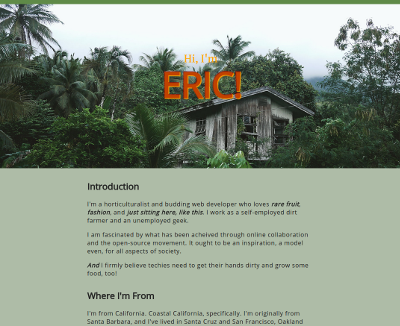 Hi, I'm
ERIC!
Introduction
I'm a horticulturalist and budding web developer who loves rare fruit,
fashion, and just sitting here, like this. I work as a self-employed dirt
farmer and an unemployed geek.
I am fascinated by what has been acheived through online collaboration
and the open-source movement. It ought to be an inspiration, a model
even, for all aspects of society.
And I firmly believe techies need to get their hands dirty and grow some
food, too!
Where I'm From
I'm from California. Coastal California, specifically. I'm originally from
Santa Barbara, and I've lived in Santa Cruz and San Francisco, Oakland